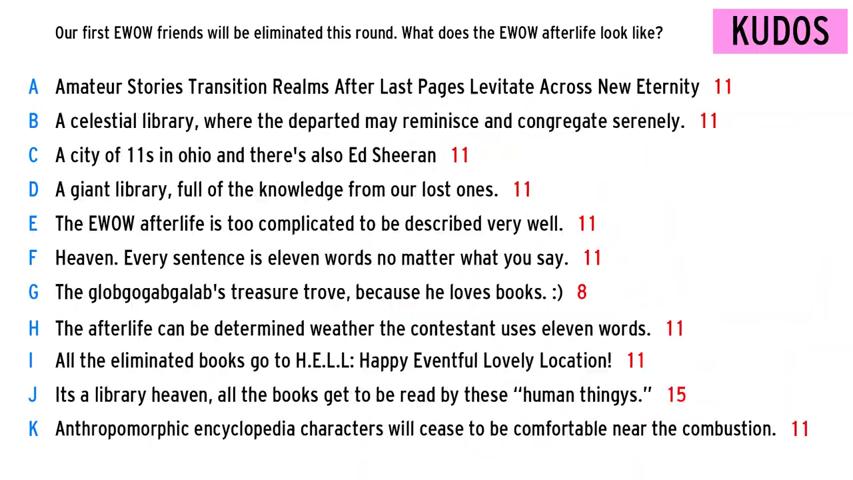 Our first EWOW friends will be eliminated this round. What does the EWOW afterlife look like?
KUDOS
A Amateur Stories Transition Realms After Last Pages Levitate Across New Eternity 11
B A celestial library, where the departed may reminisce and congregate serenely. 11
C A city of 11s in ohio and there's also Ed Sheeran 11
D A giant library, full of the knowledge from our lost ones. 11
E The EWOW afterlife is too complicated to be described very well. 11
F Heaven. Every sentence is eleven words no matter what you say. 11
G The globgogabgalab's treasure trove, because he loves books. :) 8
H The afterlife can be determined weather the contestant uses eleven words. 11
I All the eliminated books go to H.E.L.L: Happy Eventful Lovely Location! 11
J Its a library heaven, all the books get to be read by these “human thingys.” 15
K Anthropomorphic encyclopedia characters will cease to be comfortable near the combustion. 11